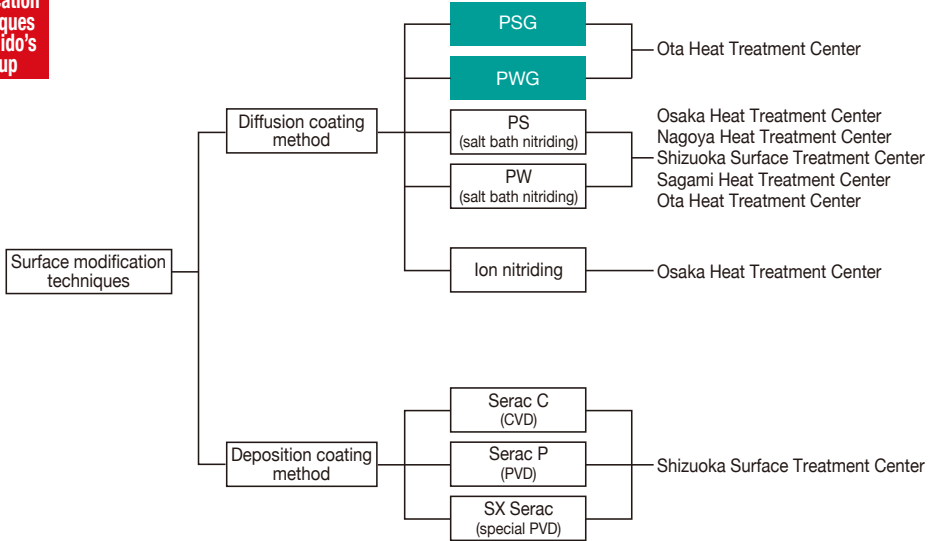 ques
ido's
up
PSG
PWG
Ota Heat Treatment Center
Diffusion coating
method
PS
(salt bath nitriding)
PW
(salt bath nitriding)
Osaka Heat Treatment Center
Nagoya Heat Treatment Center
Shizuoka Surface Treatment Center
Sagami Heat Treatment Center
Ota Heat Treatment Center
Surface modification
techniques
Ion nitriding
Osaka Heat Treatment Center
Deposition coating
method
Serac C
(CVD)
Serac P
(PVD)
SX Serac
(special PVD)
Shizuoka Surface Treatment Center